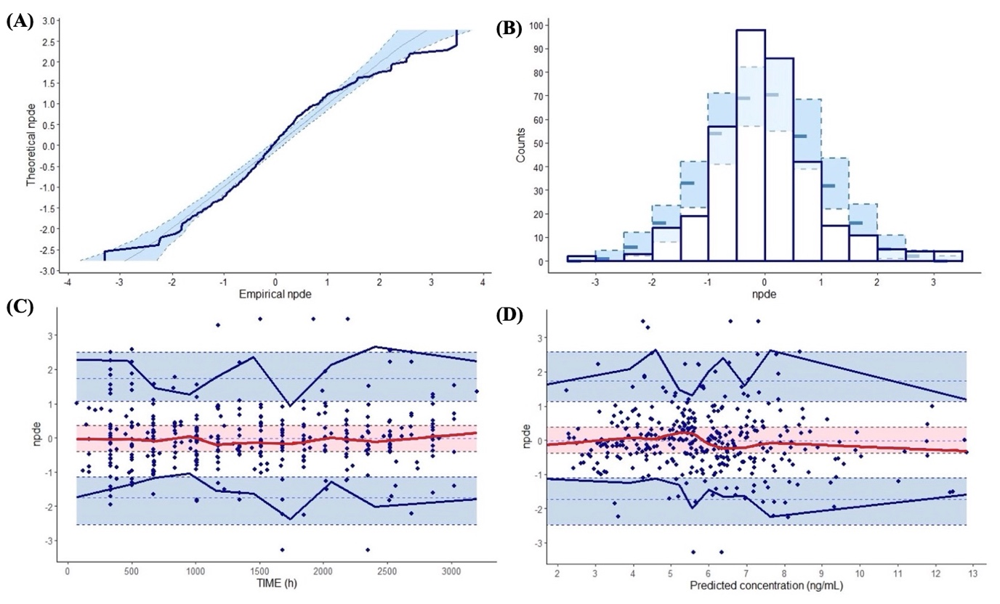 (A)
Theoretical npde
3.0
2.5
2.0
1.5
1.0
0.5
0.0
-0.5
-1.0
-1.5
-2.0
-2.5
-3.0
-4 -3 -2 -1 0 1 2 3 4
Empirical npde
(B)
Counts
100
90
80
70
60
50
40
30
20
10
0
-3 -2 -1 0 1 2 3
npde
(C)
npde
3
2
1
0
-1
-2
-3
0 500 1000 1500 2000 2500 3000
TIME (h)
(D)
npde
3
2
1
0
-1
-2
-3
2 3 4 5 6 7 8 9 10 11 12 13
Predicted concentration (ng/mL)